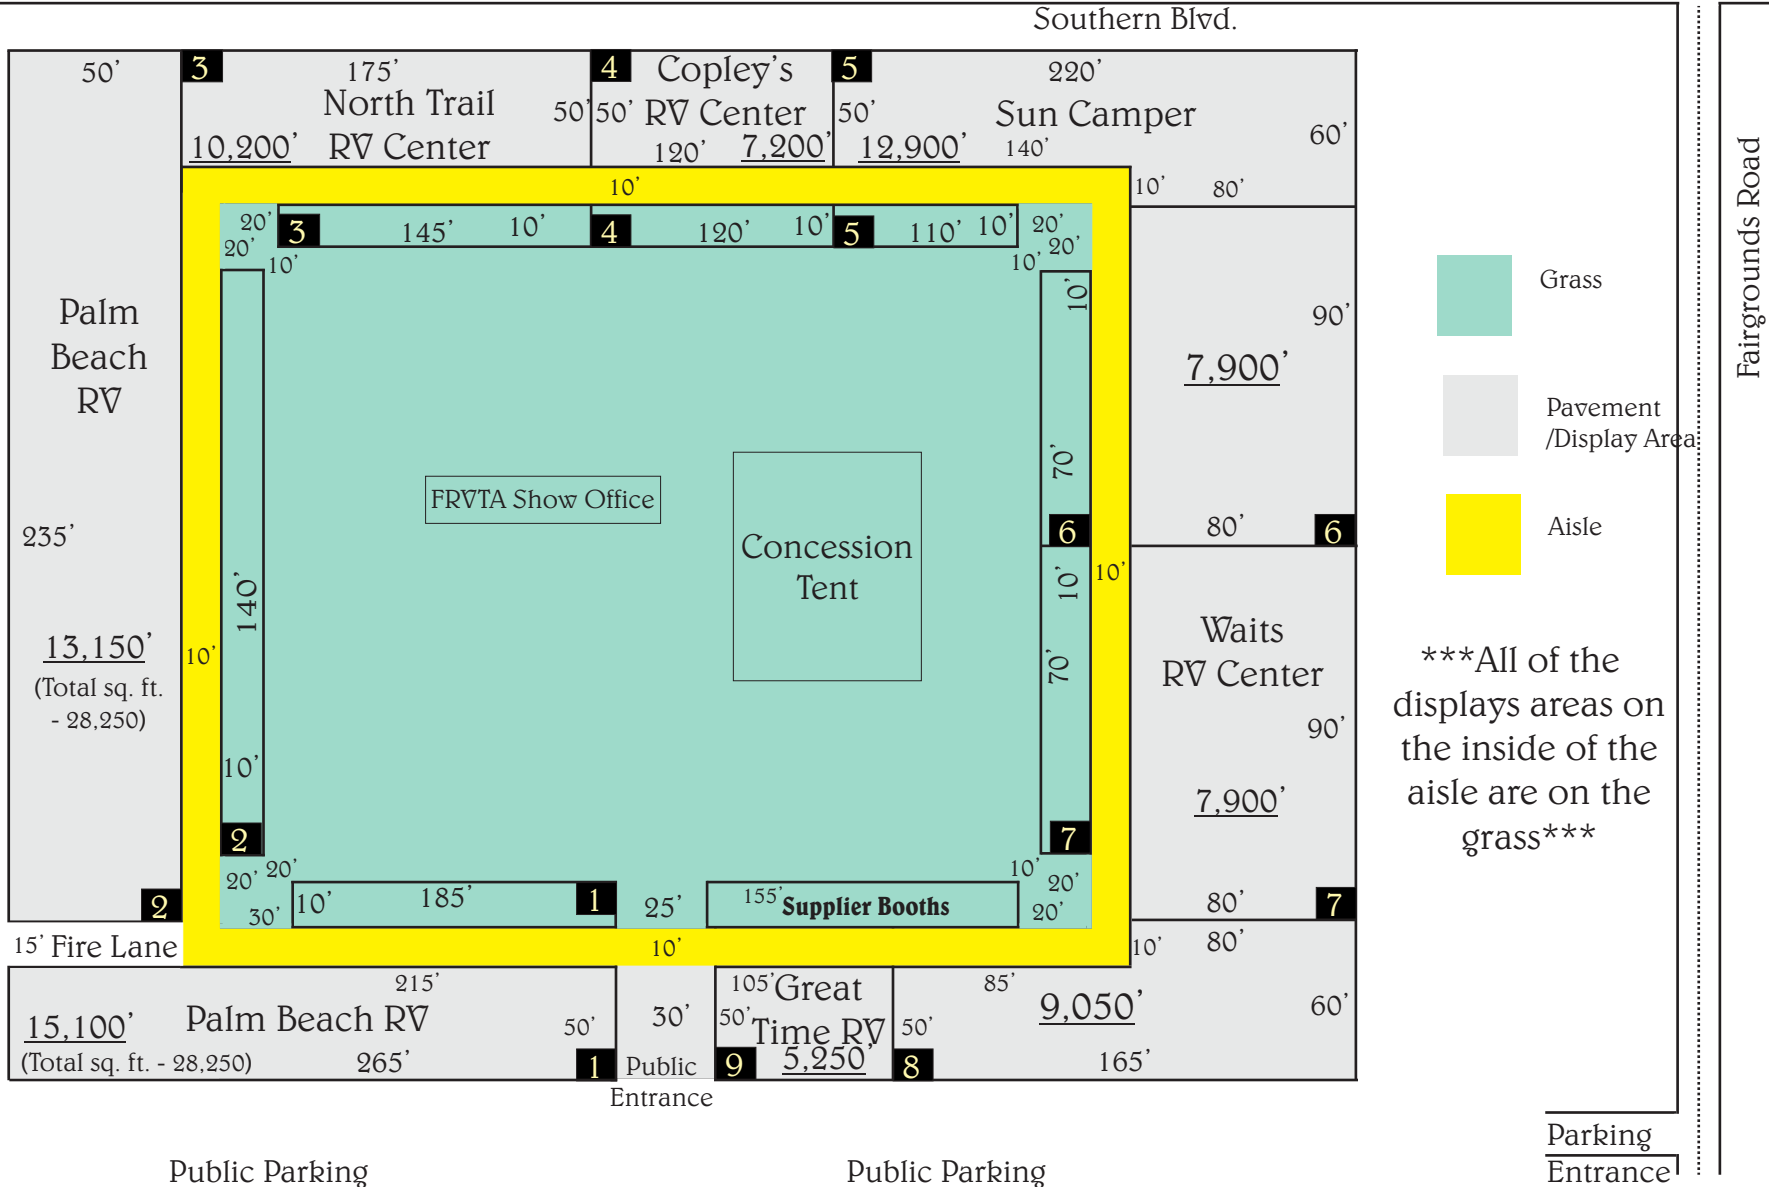 Southern Blvd.
50’
3
175’
North Trail
RV Center
50’
10,200’
4
Copley’s
RV Center
50’
120’
7,200’
5
220’
Sun Camper
50’
12,900’
140’
60’
10’
80’
10’
20’
20’
10’
3
145’
10’
4
120’
10’
5
110’
10’
20’
20’
10’
Palm
Beach
RV
235’
13,150’
(Total sq. ft.
- 28,250)
2
10’
140’
10’
2
FRVTA Show Office
Concession
Tent
10’
70’
6
10’
70’
7
10’
90’
7,900’
80’
6
Waits
RV Center
90’
7,900’
80’
7
20’
20’
30’
10’
185’
1
25’
155’
Supplier Booths
10’
20’
20’
15’ Fire Lane
10’
10’
80’
215’
15,100’
Palm Beach RV
50’
(Total sq. ft. - 28,250)
265’
1
30’
Public
Entrance
105’
Great
Time RV
50’
9
5,250’
85’
9,050’
50’
60’
8
165’
Grass
Pavement
/Display Area
Aisle
***All of the
displays areas on
the inside of the
aisle are on the
grass***
Fairgrounds Road
Parking
Entrance
Public Parking
Public Parking